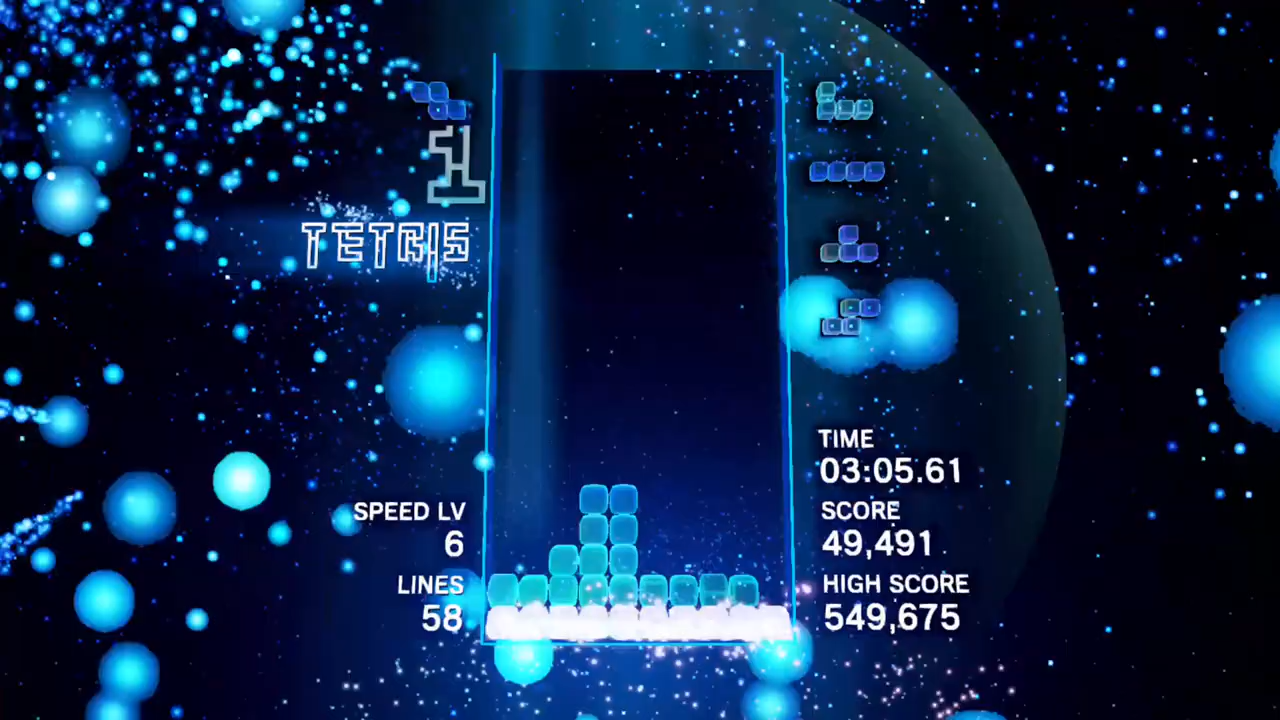 1
TETRIS
SPEED LV
6
LINES
58
TIME
03:05.61
SCORE
49,491
HIGH SCORE
549,675